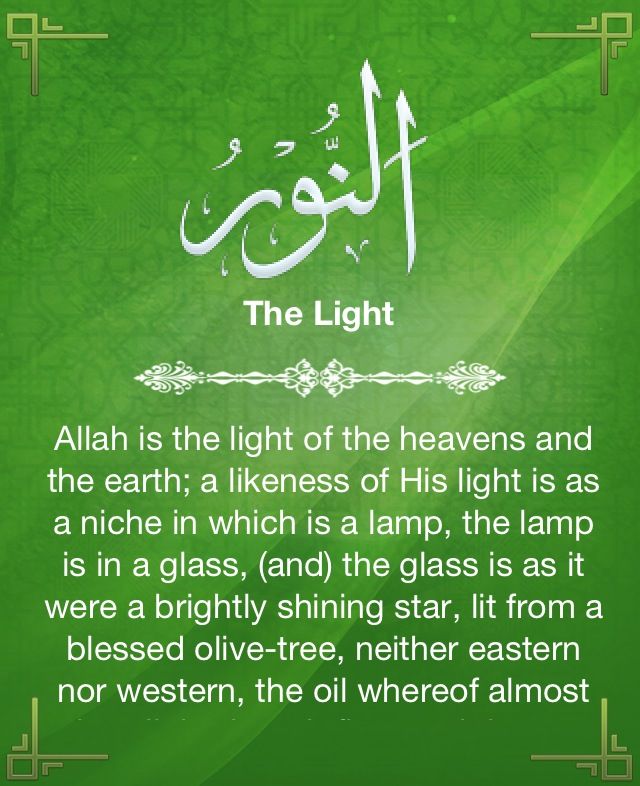 النُّورُ
The Light
Allah is the light of the heavens and
the earth; a likeness of His light is as
a niche in which is a lamp, the lamp
is in a glass, (and) the glass is as it
were a brightly shining star, lit from a
blessed olive-tree, neither eastern
nor western, the oil whereof almost